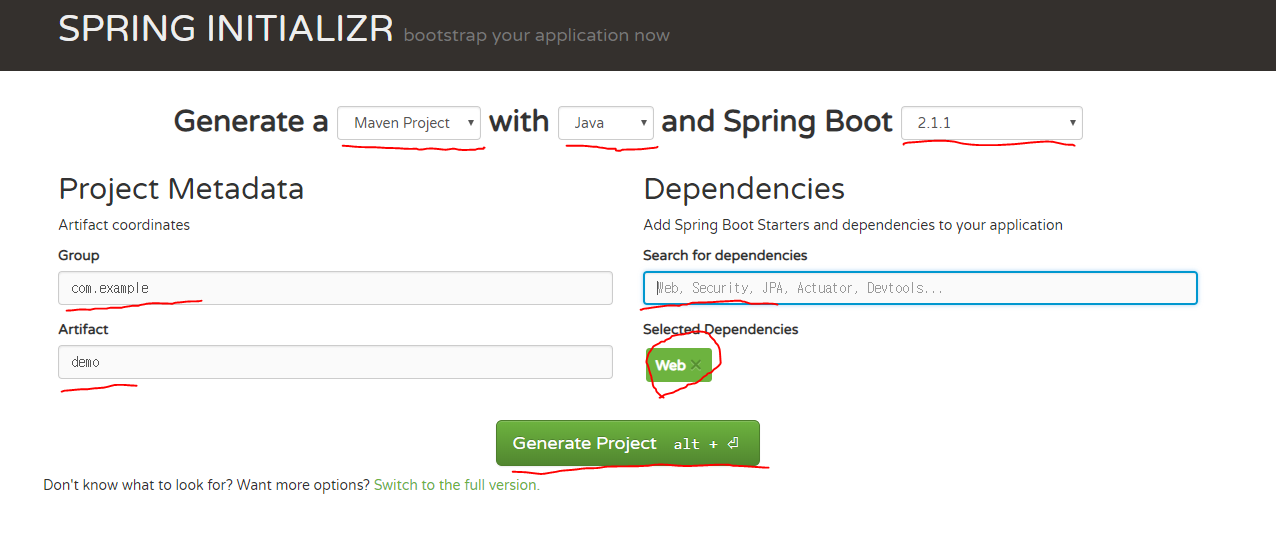 SPRING INITIALIZR bootstrap your application now
Generate a Maven Project with Java and Spring Boot 2.1.1
Project Metadata
Artifact coordinates
Group
com.example
Artifact
demo
Dependencies
Add Spring Boot Starters and dependencies to your application
Search for dependencies
Web, Security, JPA, Actuator, Devtools...
Selected Dependencies
Web ×
Generate Project alt + ⏎
Don't know what to look for? Want more options? Switch to the full version.